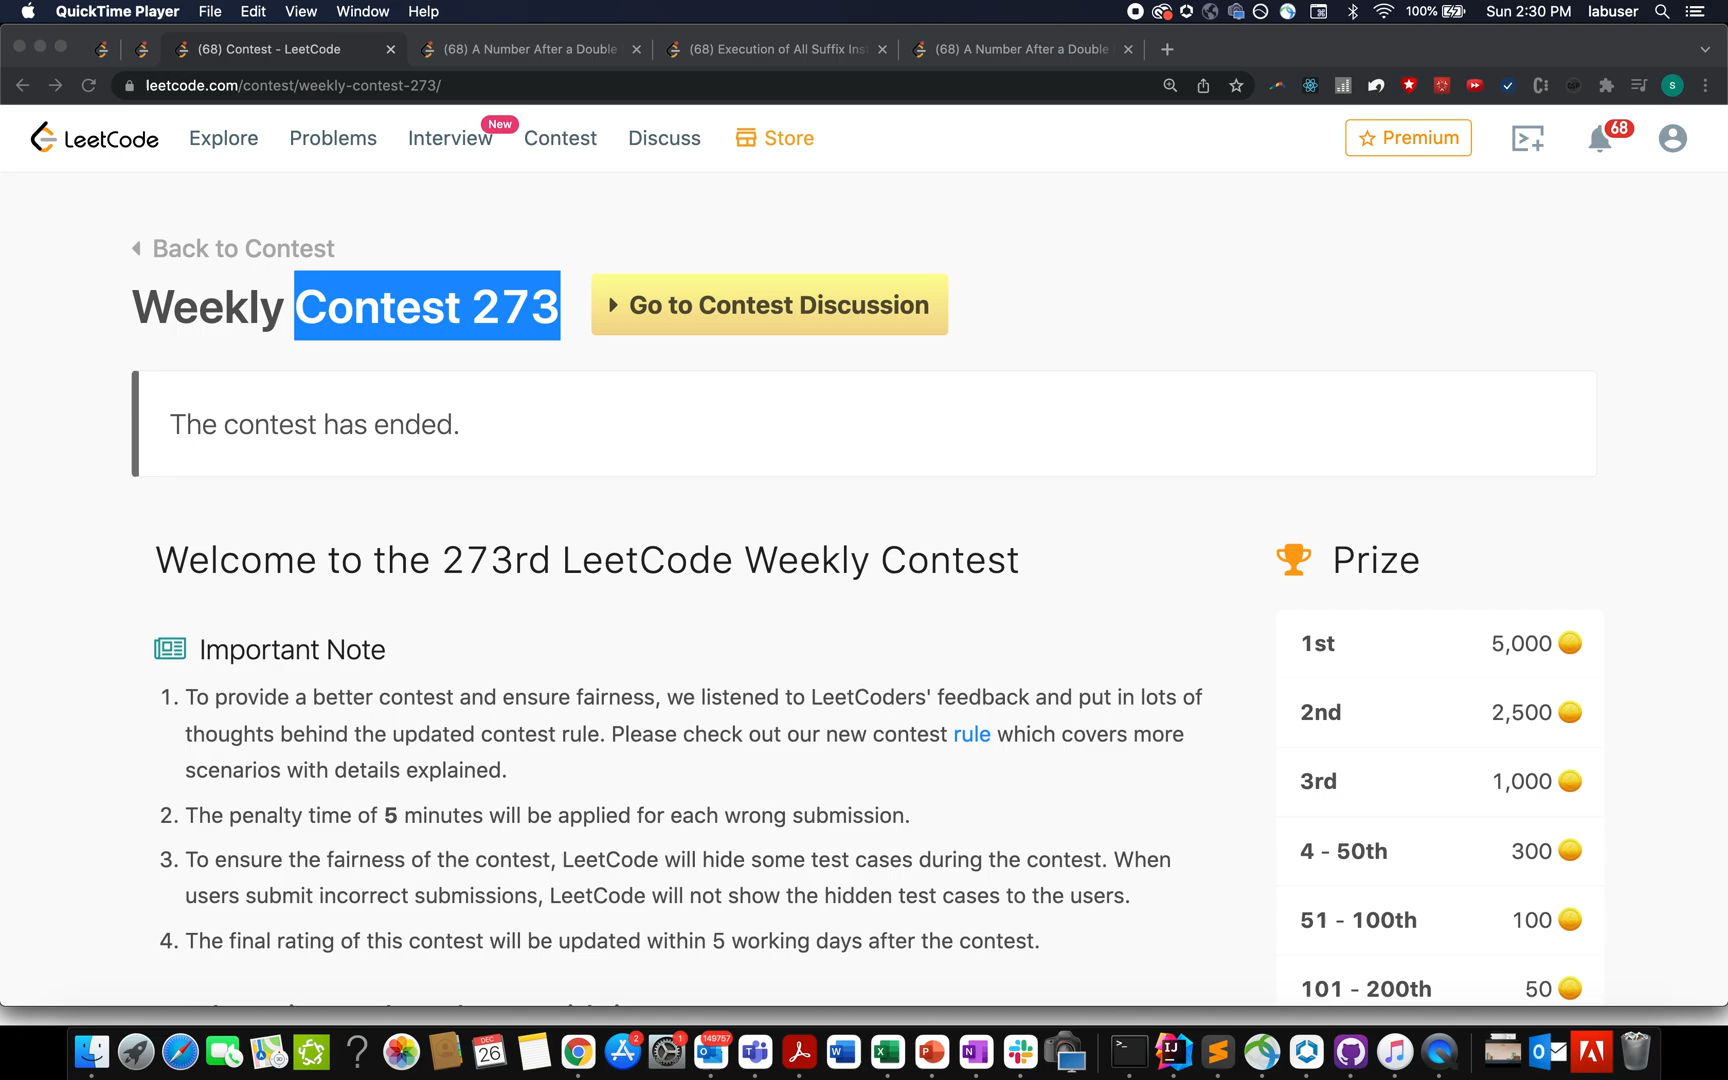 QuickTime Player File Edit View Window Help 100% Sun 2:30 PM labuser
(68) Contest - LeetCode (68) A Number After a Double (68) Execution of All Suffix Ins (68) A Number After a Double
leetcode.com/contest/weekly-contest-273/
LeetCode Explore Problems Interview New Contest Discuss Store Premium 68
Back to Contest
Weekly Contest 273 Go to Contest Discussion
The contest has ended.
Welcome to the 273rd LeetCode Weekly Contest
Important Note
1. To provide a better contest and ensure fairness, we listened to LeetCoders' feedback and put in lots of
thoughts behind the updated contest rule. Please check out our new contest rule which covers more
scenarios with details explained.
2. The penalty time of 5 minutes will be applied for each wrong submission.
3. To ensure the fairness of the contest, LeetCode will hide some test cases during the contest. When
users submit incorrect submissions, LeetCode will not show the hidden test cases to the users.
4. The final rating of this contest will be updated within 5 working days after the contest.
Prize
1st 5,000
2nd 2,500
3rd 1,000
4 - 50th 300
51 - 100th 100
101 - 200th 50
DEC 26 2 1 149757